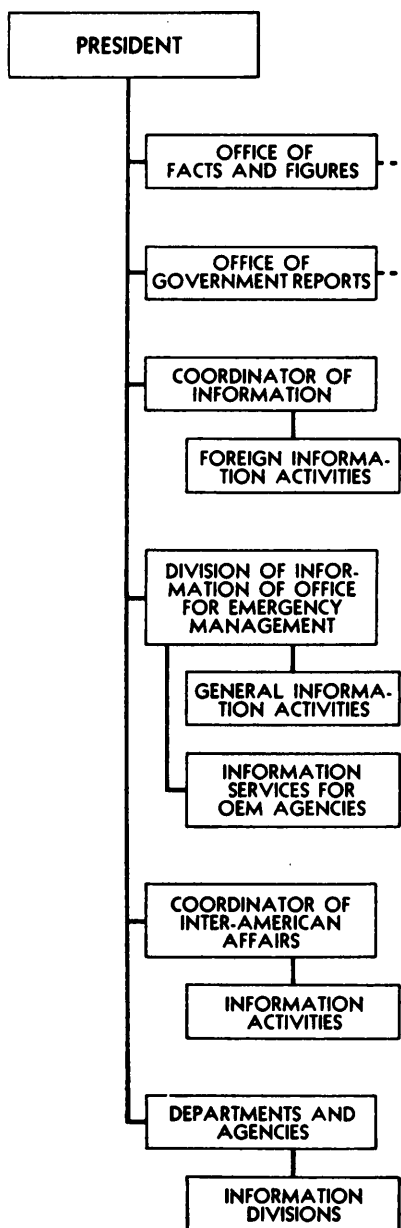 PRESIDENT
OFFICE OF
FACTS AND FIGURES
OFFICE OF
GOVERNMENT REPORTS
COORDINATOR OF
INFORMATION
FOREIGN INFORMA-
TION ACTIVITIES
DIVISION OF INFOR-
MATION OF OFFICE
FOR EMERGENCY
MANAGEMENT
GENERAL INFORMA-
TION ACTIVITIES
INFORMATION
SERVICES FOR
OEM AGENCIES
COORDINATOR OF
INTER-AMERICAN
AFFAIRS
INFORMATION
ACTIVITIES
DEPARTMENTS AND
AGENCIES
INFORMATION
DIVISIONS